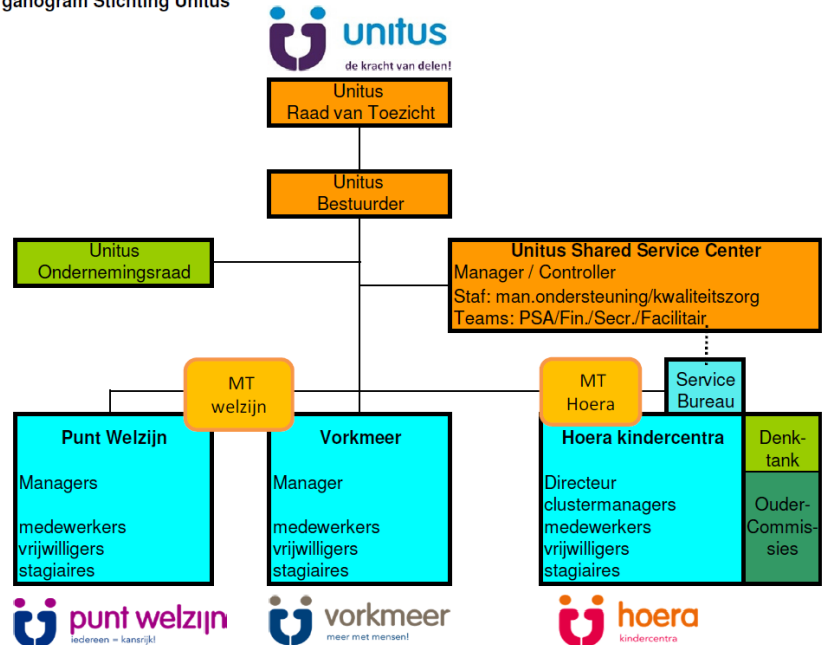 ganogram Stichting Unitus
unitus
de kracht van delen!
Unitus
Raad van Toezicht
Unitus
Bestuurder
Unitus
Ondernemingsraad
Unitus Shared Service Center
Manager / Controller
Staf: man.ondersteuning/kwaliteitszorg
Teams: PSA/Fin./Secr./Facilitair
MT
welzijn
MT
Hoera
Service
Bureau
Punt Welzijn
Managers
medewerkers
vrijwilligers
stagiaires
Vorkmeer
Manager
medewerkers
vrijwilligers
stagiaires
Hoera kindercentra
Directeur
clustermanagers
medewerkers
vrijwilligers
stagiaires
Denk-
tank
Ouder-
Commis-
sies
punt welzijn
iedereen = kansrijk!
vorkmeer
meer met mensen!
hoera
kindercentra